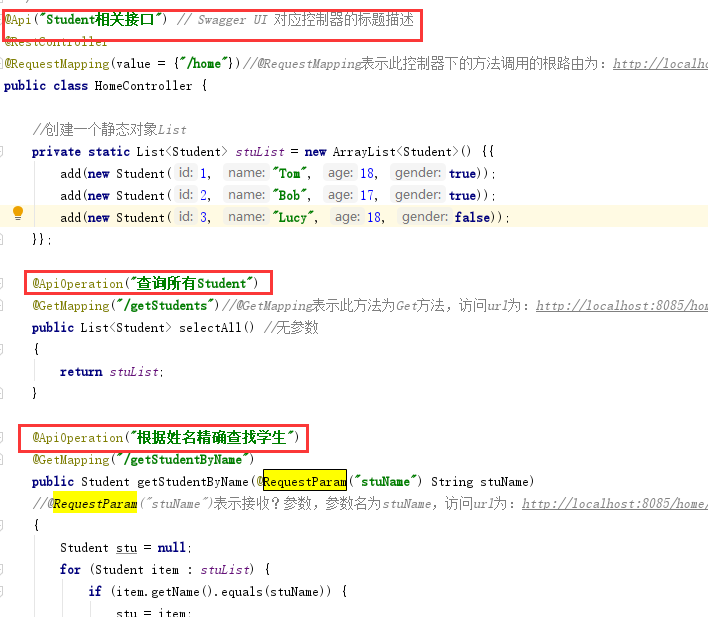 @Api("Student相关接口") // Swagger UI 对应控制器的标题描述
@RestController
@RequestMapping(value = {"/home"})//@RequestMapping表示此控制器下的方法调用的根路由为：http://localho
public class HomeController {
//创建一个静态对象List
private static List<Student> stuList = new ArrayList<Student>() {{
add(new Student( id: 1, name: "Tom", age: 18, gender: true));
add(new Student( id: 2, name: "Bob", age: 17, gender: true));
add(new Student( id: 3, name: "Lucy", age: 18, gender: false));
}};
@ApiOperation("查询所有Student")
@GetMapping("/getStudents")//@GetMapping表示此方法为Get方法，访问url为：http://localhost:8085/hom
public List<Student> selectAll() //无参数
{
return stuList;
}
@ApiOperation("根据姓名精确查找学生")
@GetMapping("/getStudentByName")
public Student getStudentByName(@RequestParam("stuName") String stuName)
//@RequestParam("stuName")表示接收？参数，参数名为stuName，访问url为：http://localhost:8085/home/
{
Student stu = null;
for (Student item : stuList) {
if (item.getName().equals(stuName)) {
stu = item;